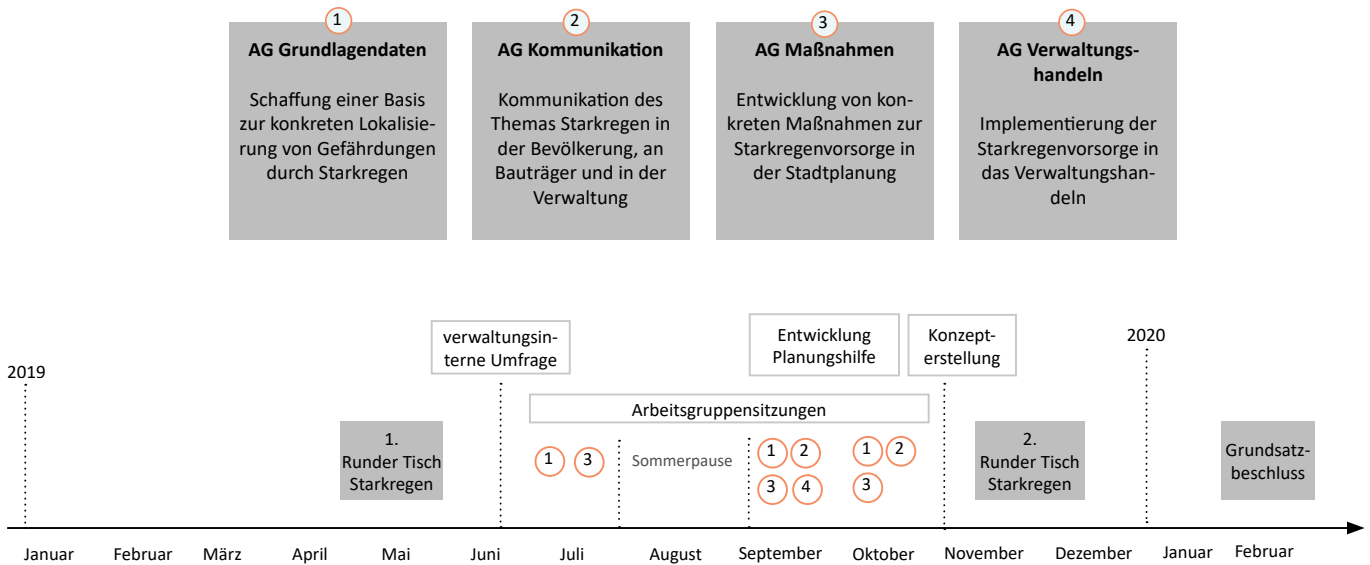 1
AG Grundlagendaten
Schaffung einer Basis
zur konkreten Lokalisie-
rung von Gefährdungen
durch Starkregen
2
AG Kommunikation
Kommunikation des
Themas Starkregen in
der Bevölkerung, an
Bauträger und in der
Verwaltung
3
AG Maßnahmen
Entwicklung von kon-
kreten Maßnahmen zur
Starkregenvorsorge in
der Stadtplanung
4
AG Verwaltungs-
handeln
Implementierung der
Starkregenvorsorge in
das Verwaltungshan-
deln
2019
verwaltungsin-
terne Umfrage
Entwicklung
Planungshilfe
Konzept-
erstellung
2020
Arbeitsgruppensitzungen
1.
Runder Tisch
Starkregen
1 3
Sommerpause
1 2
3 4
1 2
3
2.
Runder Tisch
Starkregen
Grundsatz-
beschluss
Januar Februar März April Mai Juni Juli August September Oktober November Dezember Januar Februar